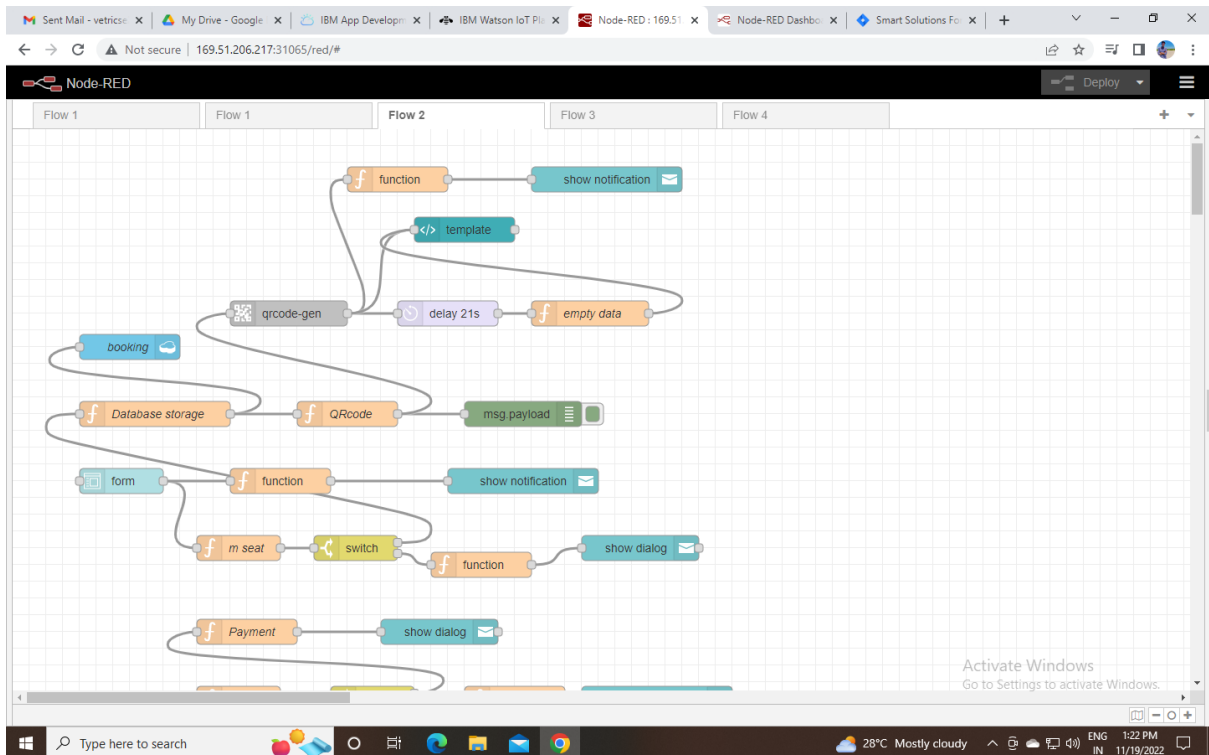 Sent Mail - vetricse
My Drive - Google
IBM App Developm
IBM Watson IoT Pla
Node-RED : 169.51
Node-RED Dashbo
Smart Solutions Fo
Not secure | 169.51.206.217:31065/red/#
Node-RED
Deploy
Flow 1
Flow 1
Flow 2
Flow 3
Flow 4
function
show notification
</> template
qrcode-gen
delay 21s
empty data
booking
Database storage
QRcode
msg.payload
form
function
show notification
m seat
switch
function
show dialog
Payment
show dialog
Activate Windows
Go to Settings to activate Windows.
Type here to search
28°C Mostly cloudy
ENG
IN
1:22 PM
11/19/2022